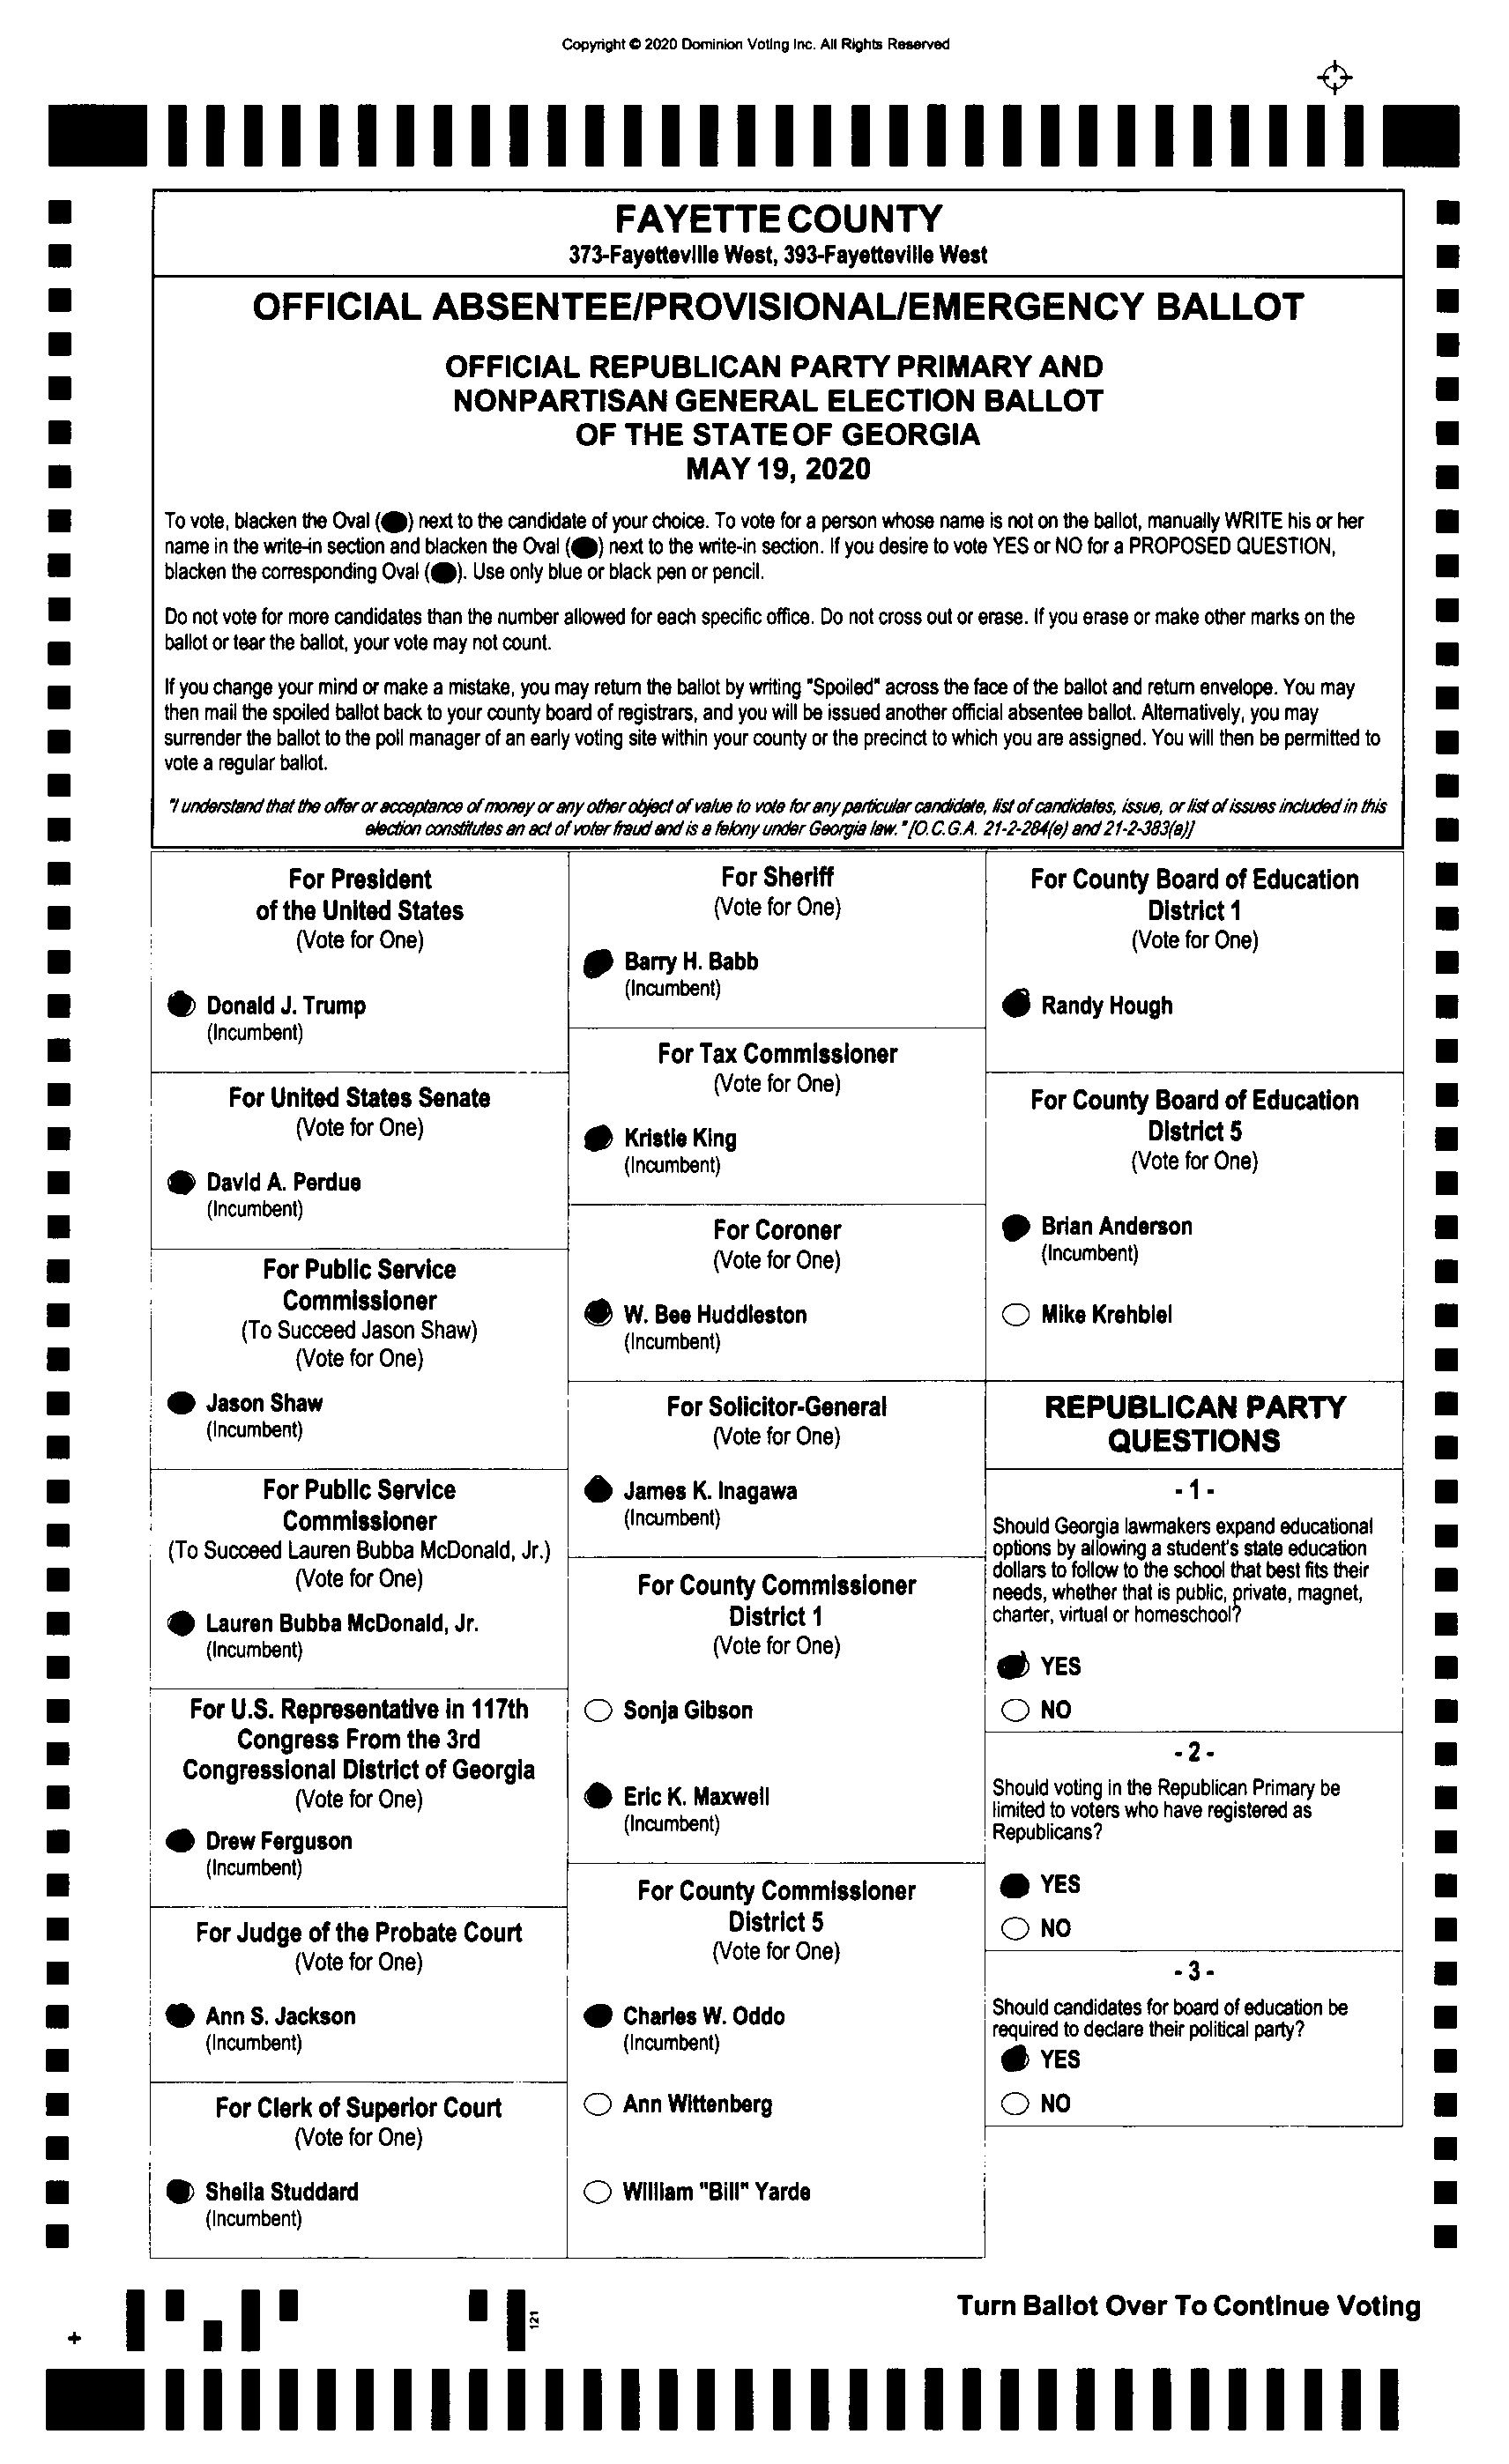 Copyright © 2020 Dominion Voting Inc. All Rights Reserved
FAYETTE COUNTY
373-Fayetteville West, 393-Fayetteville West
OFFICIAL ABSENTEE/PROVISIONAL/EMERGENCY BALLOT
OFFICIAL REPUBLICAN PARTY PRIMARY AND
NONPARTISAN GENERAL ELECTION BALLOT
OF THE STATE OF GEORGIA
MAY 19, 2020
To vote, blacken the Oval (●) next to the candidate of your choice. To vote for a person whose name is not on the ballot, manually WRITE his or her
name in the write-in section and blacken the Oval (●) next to the write-in section. If you desire to vote YES or NO for a PROPOSED QUESTION,
blacken the corresponding Oval (●). Use only blue or black pen or pencil.
Do not vote for more candidates than the number allowed for each specific office. Do not cross out or erase. If you erase or make other marks on the
ballot or tear the ballot, your vote may not count.
If you change your mind or make a mistake, you may return the ballot by writing "Spoiled" across the face of the ballot and return envelope. You may
then mail the spoiled ballot back to your county board of registrars, and you will be issued another official absentee ballot. Alternatively, you may
surrender the ballot to the poll manager of an early voting site within your county or the precinct to which you are assigned. You will then be permitted to
vote a regular ballot.
"I understand that the offer or acceptance of money or any other object of value to vote for any particular candidate, list of candidates, issue, or list of issues included in this
election constitutes an act of voter fraud and is a felony under Georgia law." [O.C.G.A. 21-2-284(e) and 21-2-383(a)]
For President
of the United States
(Vote for One)
Donald J. Trump
(Incumbent)
For United States Senate
(Vote for One)
David A. Perdue
(Incumbent)
For Public Service
Commissioner
(To Succeed Jason Shaw)
(Vote for One)
Jason Shaw
(Incumbent)
For Public Service
Commissioner
(To Succeed Lauren Bubba McDonald, Jr.)
(Vote for One)
Lauren Bubba McDonald, Jr.
(Incumbent)
For U.S. Representative in 117th
Congress From the 3rd
Congressional District of Georgia
(Vote for One)
Drew Ferguson
(Incumbent)
For Judge of the Probate Court
(Vote for One)
Ann S. Jackson
(Incumbent)
For Clerk of Superior Court
(Vote for One)
Sheila Studdard
(Incumbent)
For Sheriff
(Vote for One)
Barry H. Babb
(Incumbent)
For Tax Commissioner
(Vote for One)
Kristie King
(Incumbent)
For Coroner
(Vote for One)
W. Bee Huddleston
(Incumbent)
For Solicitor-General
(Vote for One)
James K. Inagawa
(Incumbent)
For County Commissioner
District 1
(Vote for One)
Sonja Gibson
Eric K. Maxwell
(Incumbent)
For County Commissioner
District 5
(Vote for One)
Charles W. Oddo
(Incumbent)
Ann Wittenberg
William "Bill" Yarde
For County Board of Education
District 1
(Vote for One)
Randy Hough
For County Board of Education
District 5
(Vote for One)
Brian Anderson
(Incumbent)
Mike Krehbiel
REPUBLICAN PARTY
QUESTIONS
- 1 -
Should Georgia lawmakers expand educational
options by allowing a student's state education
dollars to follow to the school that best fits their
needs, whether that is public, private, magnet,
charter, virtual or homeschool?
YES
NO
- 2 -
Should voting in the Republican Primary be
limited to voters who have registered as
Republicans?
YES
NO
- 3 -
Should candidates for board of education be
required to declare their political party?
YES
NO
121
Turn Ballot Over To Continue Voting